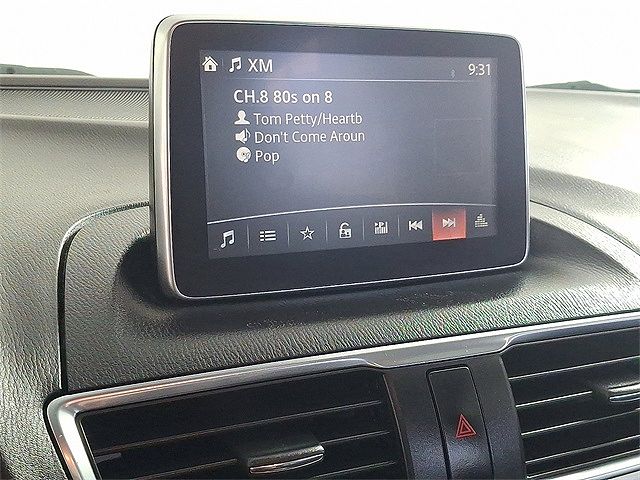 XM
9:31
CH.8 80s on 8
Tom Petty/Heartb
Don't Come Aroun
Pop